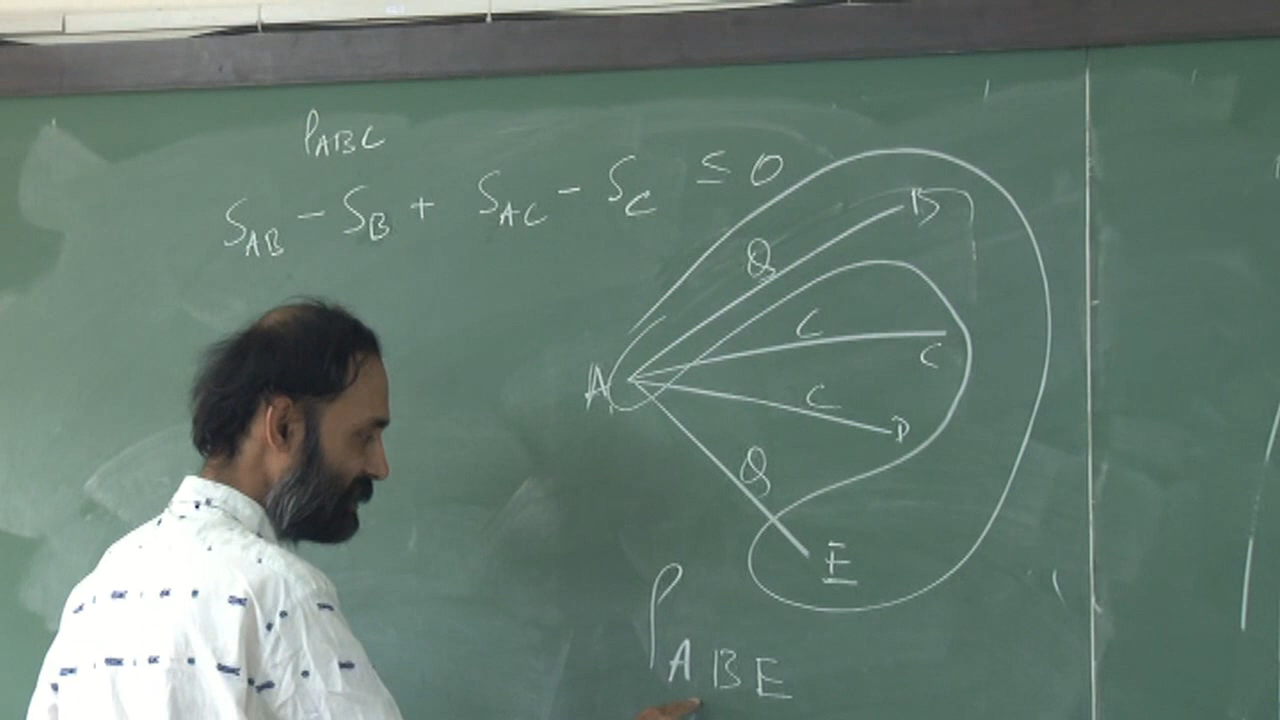 ρABC
SAB - SB + SAC - SC ≤ 0
B
Q
C
C
A
C
D
Q
E
ρABE